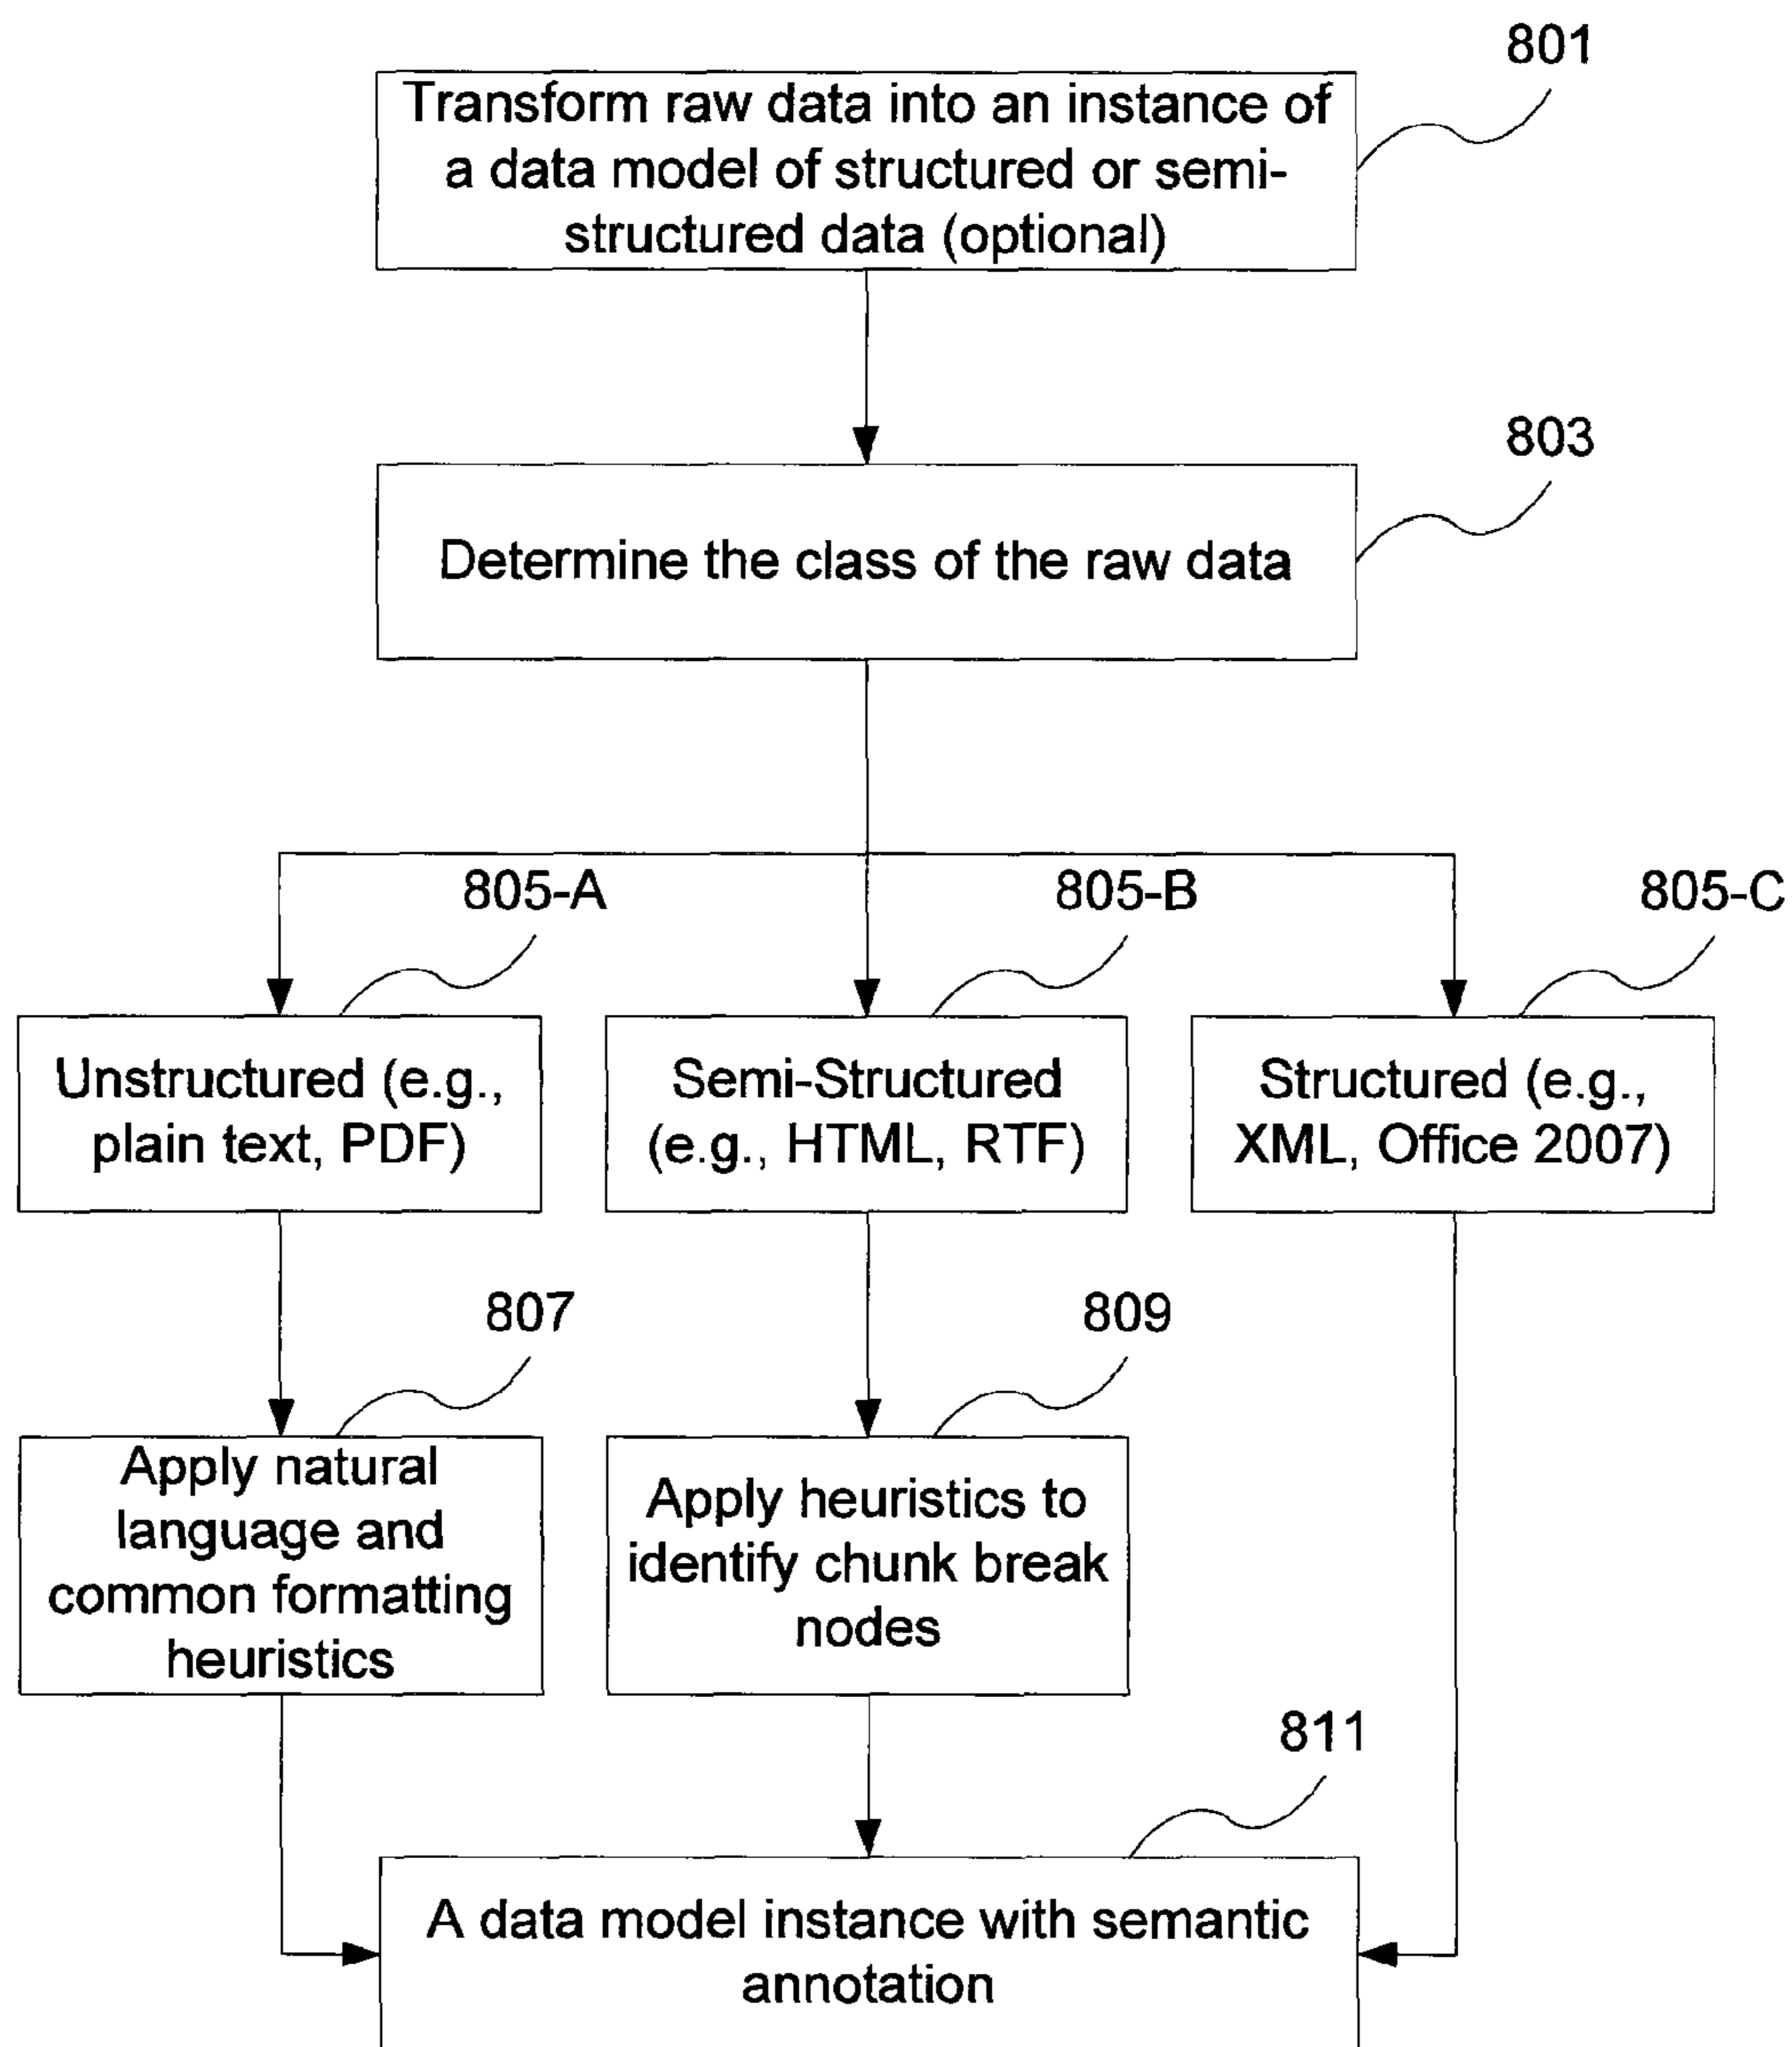 801
Transform raw data into an instance of
a data model of structured or semi-
structured data (optional)
803
Determine the class of the raw data
805-A
805-B
805-C
Unstructured (e.g.,
plain text, PDF)
Semi-Structured
(e.g., HTML, RTF)
Structured (e.g.,
XML, Office 2007)
807
809
Apply natural
language and
common formatting
heuristics
Apply heuristics to
identify chunk break
nodes
811
A data model instance with semantic
annotation